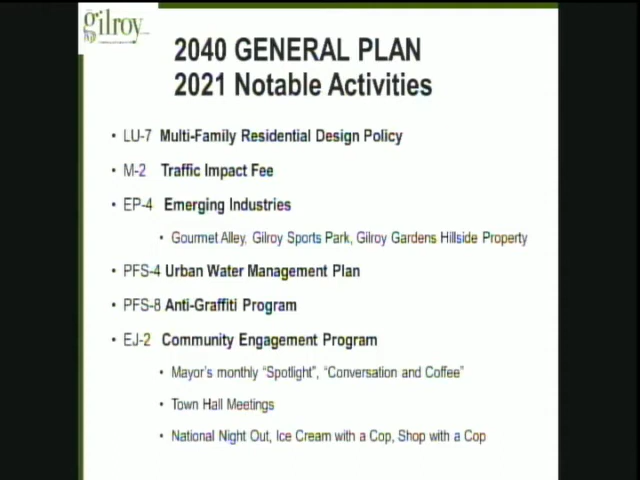 gilroy
2040 GENERAL PLAN
2021 Notable Activities
• LU-7 Multi-Family Residential Design Policy
• M-2 Traffic Impact Fee
• EP-4 Emerging Industries
• Gourmet Alley, Gilroy Sports Park, Gilroy Gardens Hillside Property
• PFS-4 Urban Water Management Plan
• PFS-8 Anti-Graffiti Program
• EJ-2 Community Engagement Program
• Mayor's monthly "Spotlight", "Conversation and Coffee"
• Town Hall Meetings
• National Night Out, Ice Cream with a Cop, Shop with a Cop